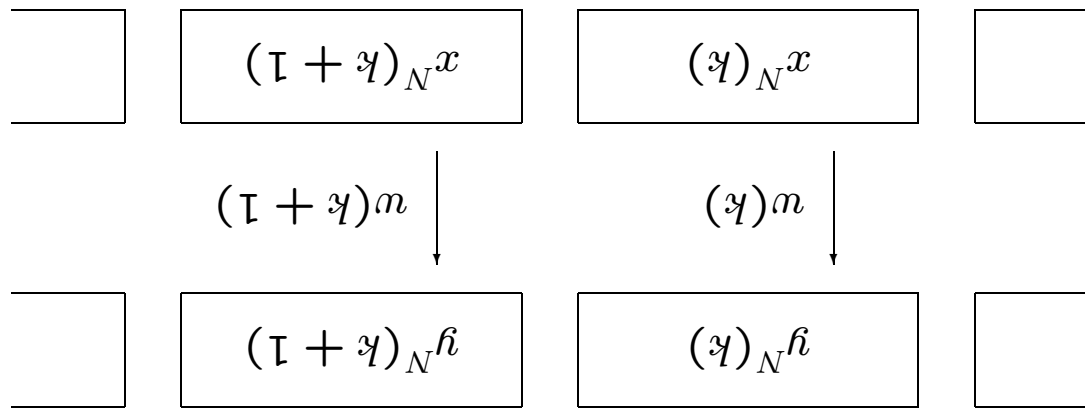 y_N(k) y_N(k + 1)
m(k) m(k + 1)
x_N(k) x_N(k + 1)